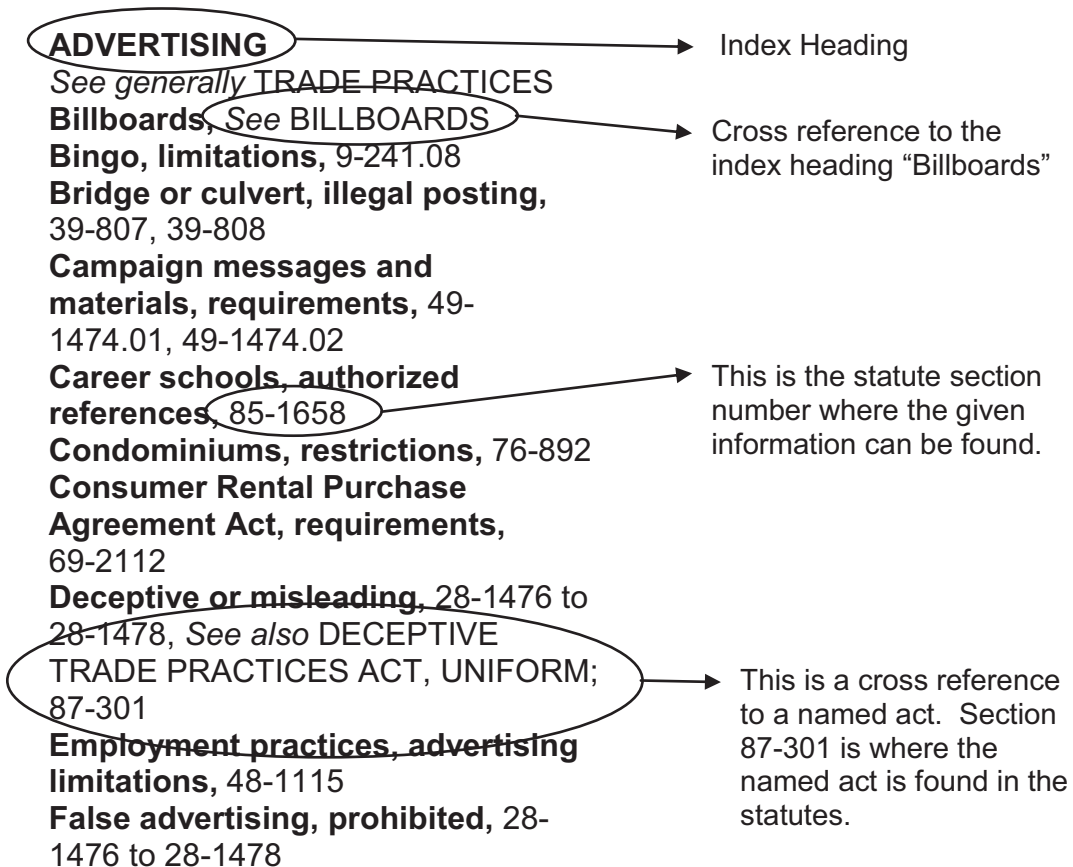 ADVERTISING
See generally TRADE PRACTICES
Billboards, See BILLBOARDS
Bingo, limitations, 9-241.08
Bridge or culvert, illegal posting,
39-807, 39-808
Campaign messages and
materials, requirements, 49-
1474.01, 49-1474.02
Career schools, authorized
references, 85-1658
Condominiums, restrictions, 76-892
Consumer Rental Purchase
Agreement Act, requirements,
69-2112
Deceptive or misleading, 28-1476 to
28-1478, See also DECEPTIVE
TRADE PRACTICES ACT, UNIFORM;
87-301
Employment practices, advertising
limitations, 48-1115
False advertising, prohibited, 28-
1476 to 28-1478
Index Heading
Cross reference to the
index heading “Billboards”
This is the statute section
number where the given
information can be found.
This is a cross reference
to a named act.  Section
87-301 is where the
named act is found in the
statutes.